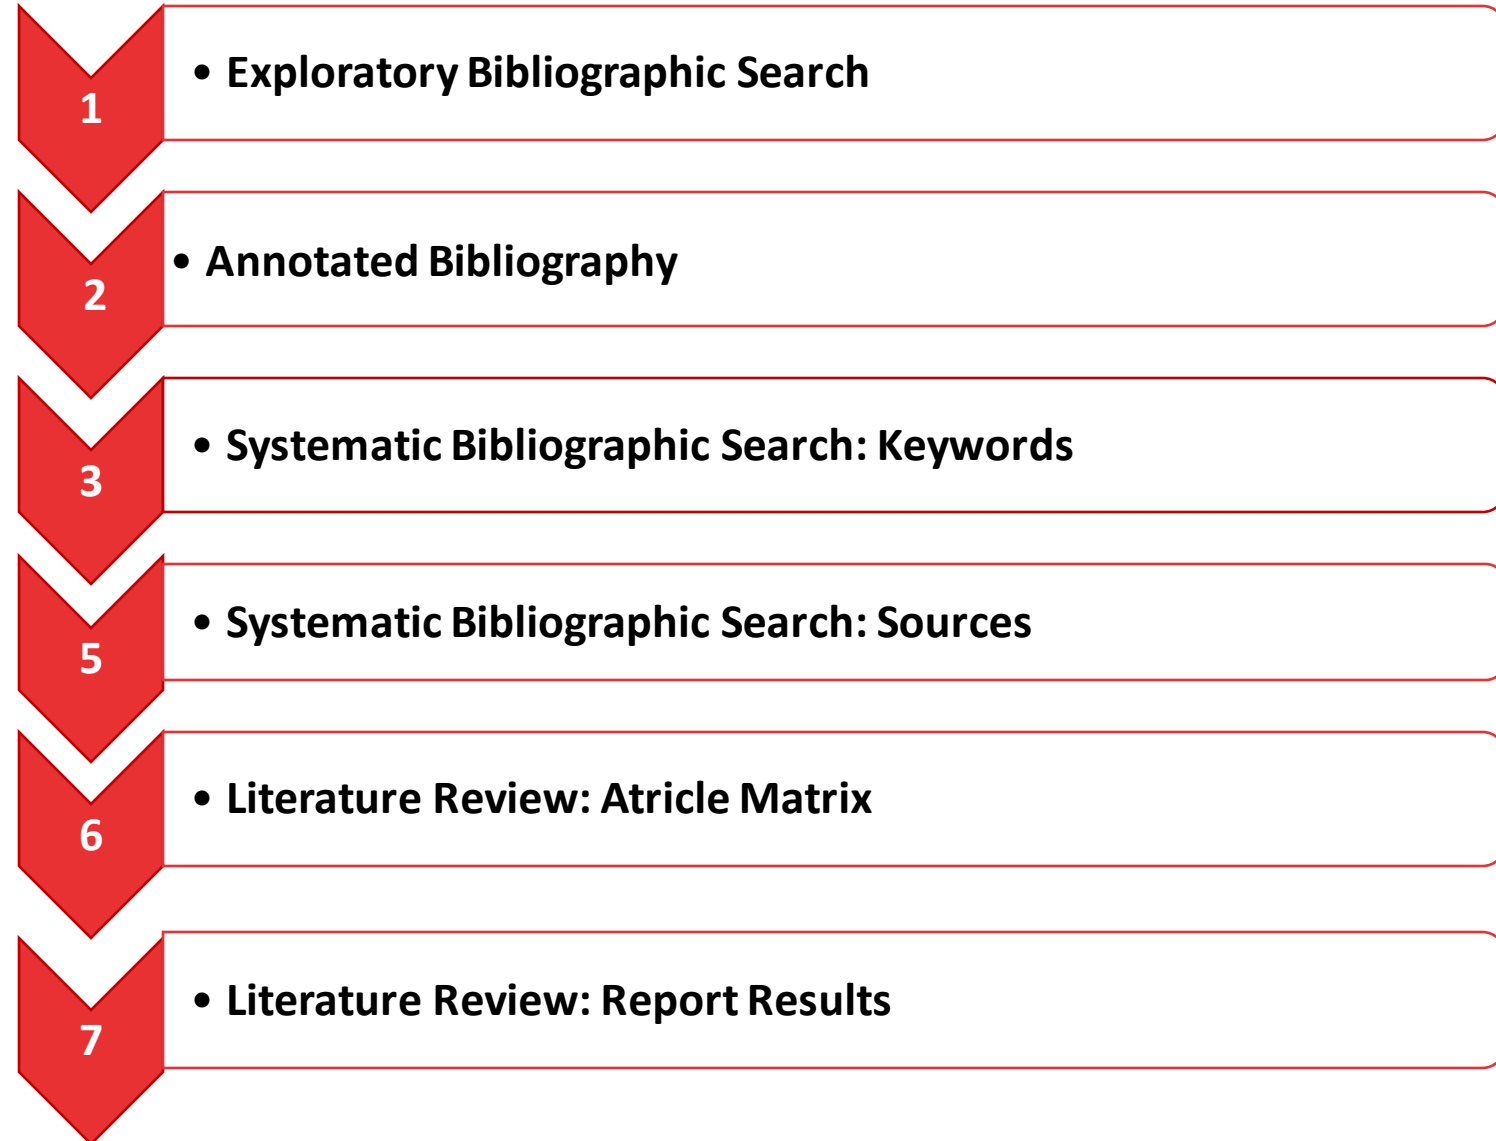 1
• Exploratory Bibliographic Search
2
• Annotated Bibliography
3
• Systematic Bibliographic Search: Keywords
5
• Systematic Bibliographic Search: Sources
6
• Literature Review: Atricle Matrix
7
• Literature Review: Report Results